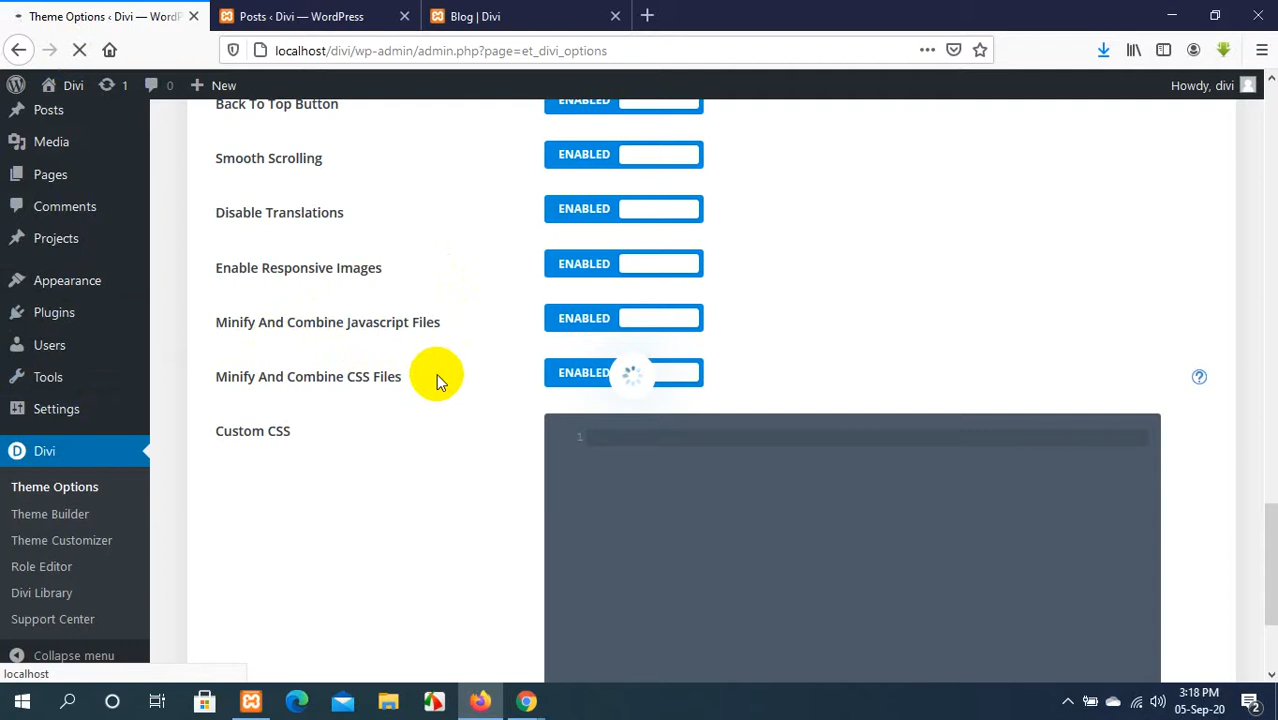 Theme Options ‹ Divi — WordP
Posts ‹ Divi — WordPress
Blog | Divi
localhost/divi/wp-admin/admin.php?page=et_divi_options
Divi
1
0
New
Howdy, divi
Posts
Media
Pages
Comments
Projects
Appearance
Plugins
Users
Tools
Settings
Divi
Theme Options
Theme Builder
Theme Customizer
Role Editor
Divi Library
Support Center
Collapse menu
Back To Top Button
ENABLED
Smooth Scrolling
ENABLED
Disable Translations
ENABLED
Enable Responsive Images
ENABLED
Minify And Combine Javascript Files
ENABLED
Minify And Combine CSS Files
ENABLED
Custom CSS
1
localhost
3:18 PM
05-Sep-20
2